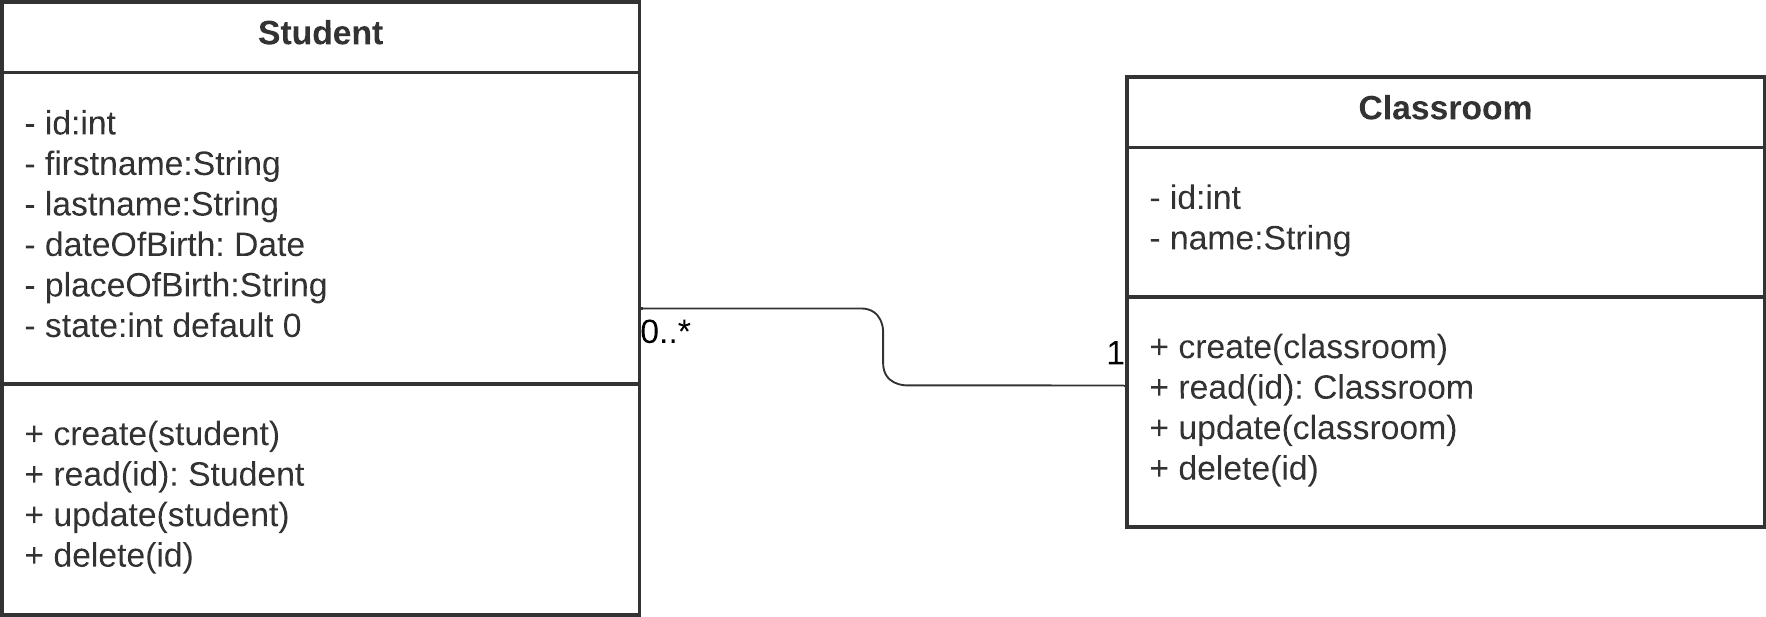 Student
- id:int
- firstname:String
- lastname:String
- dateOfBirth: Date
- placeOfBirth:String
- state:int default 0
+ create(student)
+ read(id): Student
+ update(student)
+ delete(id)
0..*
1
Classroom
- id:int
- name:String
+ create(classroom)
+ read(id): Classroom
+ update(classroom)
+ delete(id)